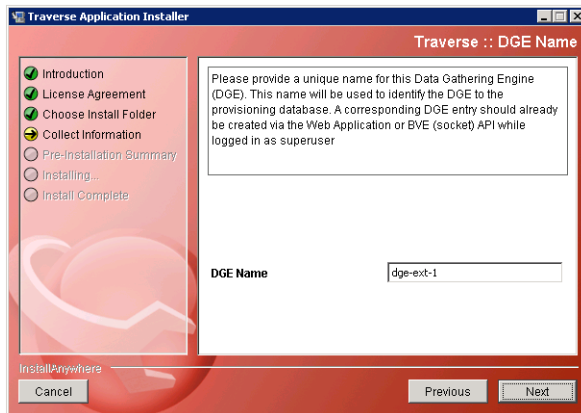 Traverse Application Installer
Traverse :: DGE Name
Introduction
License Agreement
Choose Install Folder
Collect Information
Pre-Installation Summary
Installing...
Install Complete
Please provide a unique name for this Data Gathering Engine
(DGE). This name will be used to identify the DGE to the
provisioning database. A corresponding DGE entry should already
be created via the Web Application or BVE (socket) API while
logged in as superuser
DGE Name
dge-ext-1
InstallAnywhere
Cancel
Previous
Next